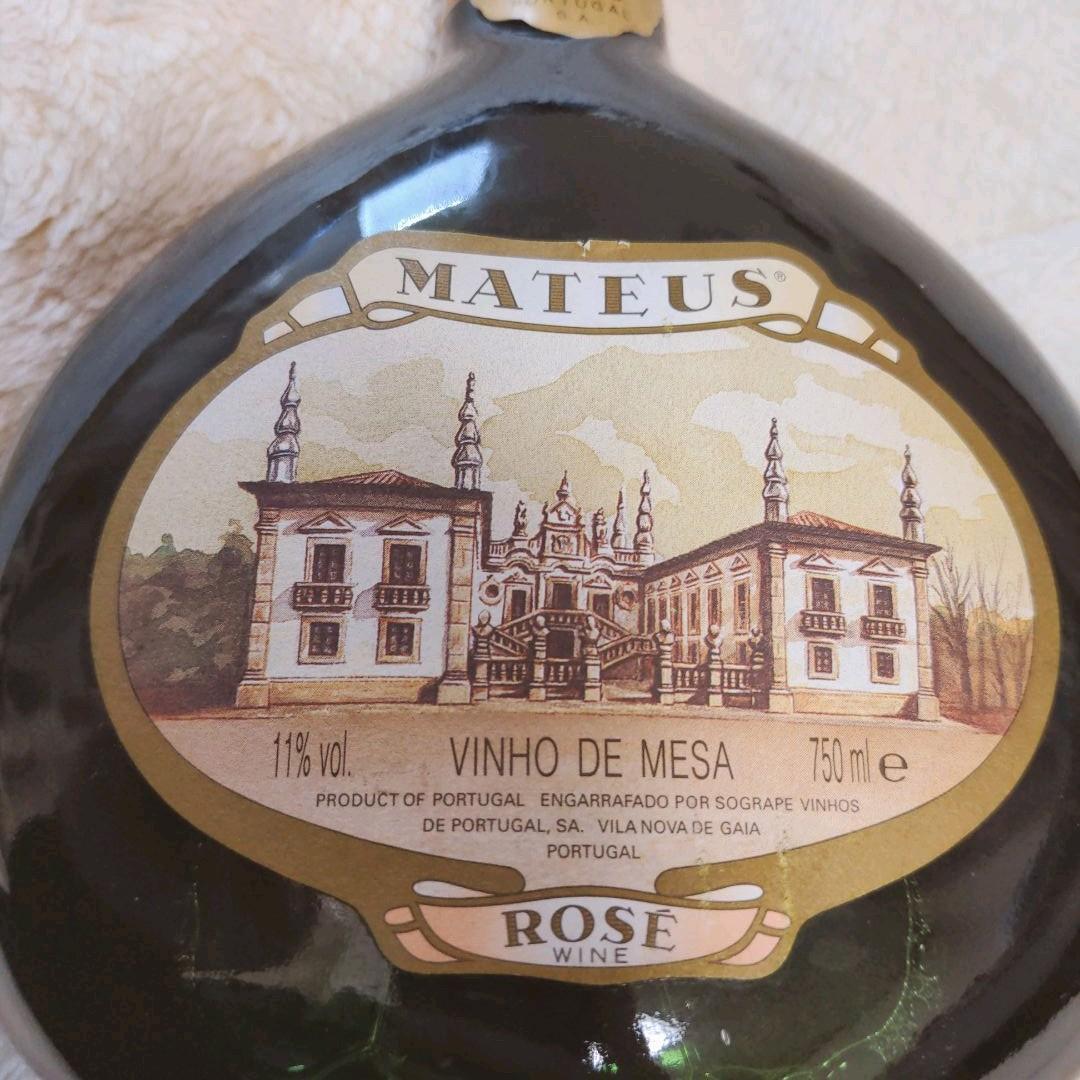 PORTUGAL
S.A.
MATEUS®
11% vol. VINHO DE MESA 750 ml e
PRODUCT OF PORTUGAL ENGARRAFADO POR SOGRAPE VINHOS
DE PORTUGAL, SA. VILA NOVA DE GAIA
PORTUGAL
ROSÉ
WINE